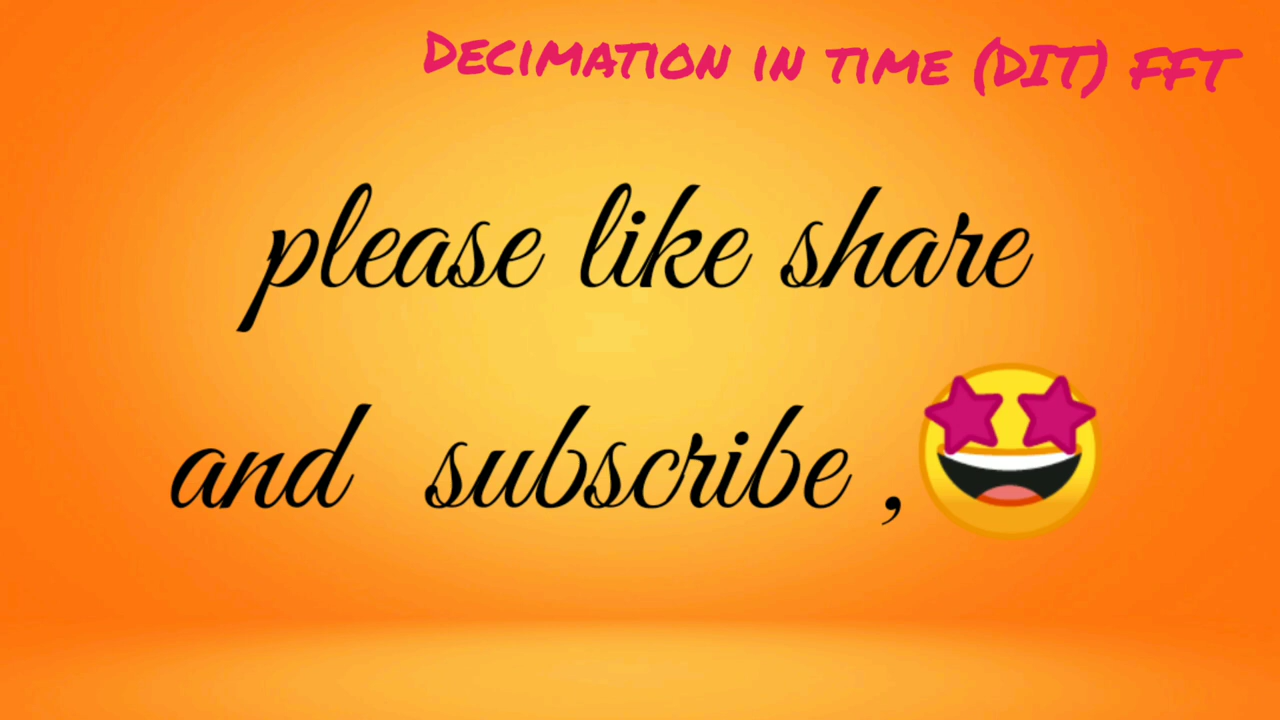 Decimation in time (DIT) FFT
please like share
and subscribe ,